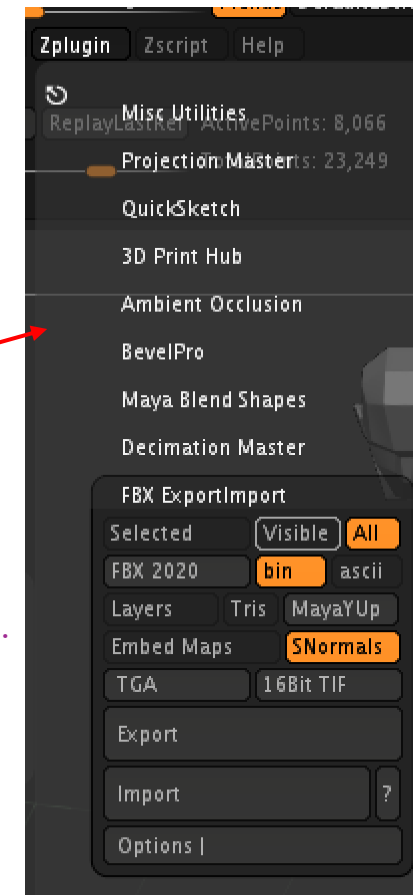 Zplugin Zscript Help
Misc Utilities
ReplayLastRel ActivePoints: 8,066
Projection Master 23,249
QuickSketch
3D Print Hub
Ambient Occlusion
BevelPro
Maya Blend Shapes
Decimation Master
FBX ExportImport
Selected Visible All
FBX 2020 bin ascii
Layers Tris MayaYUp
Embed Maps SNormals
TGA 16Bit TIF
Export
Import ?
Options |